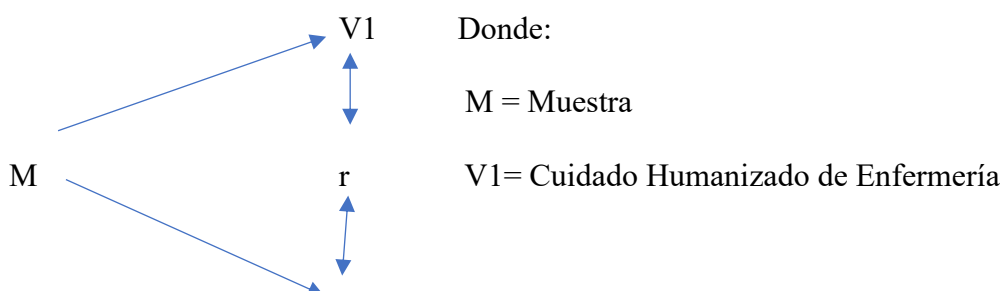 V1 Donde:
M = Muestra
M r V1= Cuidado Humanizado de Enfermería